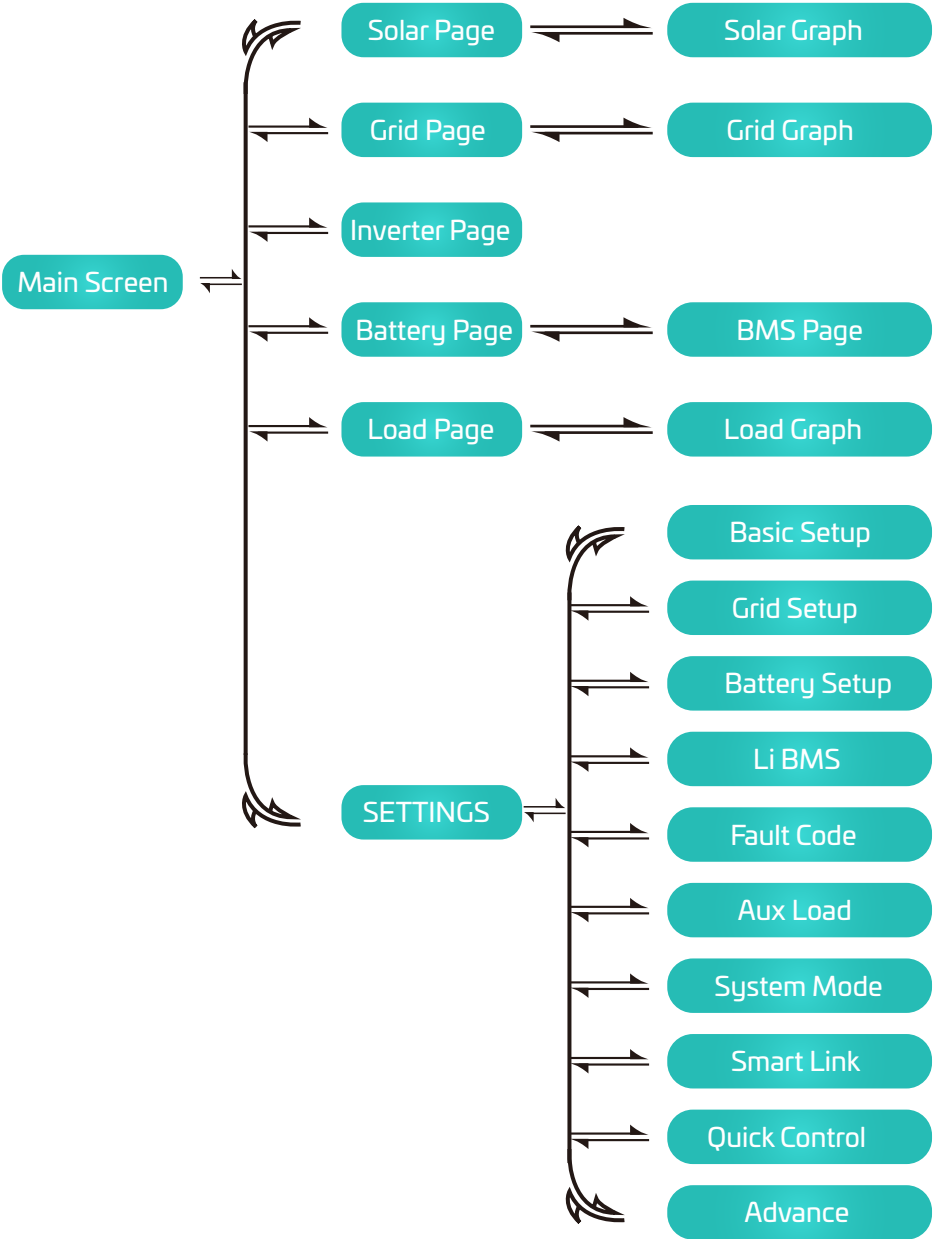 Solar Page
Solar Graph
Grid Page
Grid Graph
Inverter Page
Main Screen
Battery Page
BMS Page
Load Page
Load Graph
Basic Setup
Grid Setup
Battery Setup
Li BMS
SETTINGS
Fault Code
Aux Load
System Mode
Smart Link
Quick Control
Advance